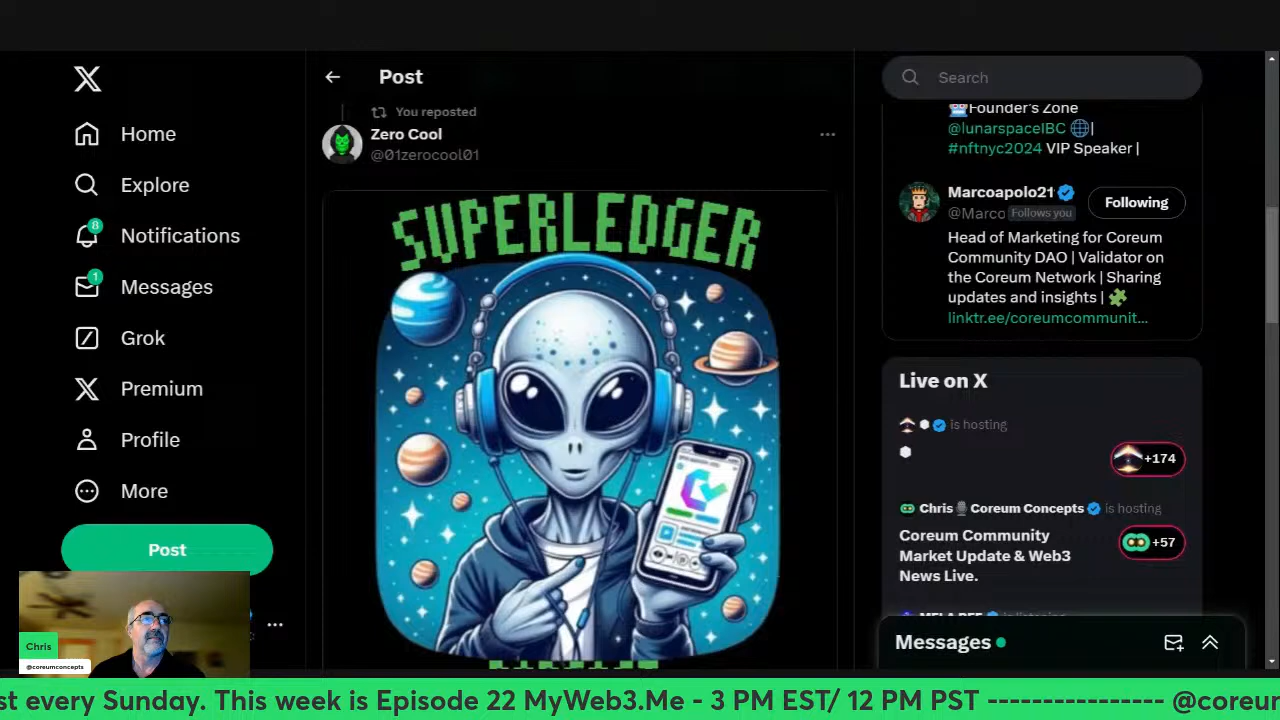 Home
Explore
8
Notifications
1
Messages
Grok
Premium
Profile
More
Post
Chris
@coreumconcepts
Post
You reposted
Zero Cool
@01zerocool01
SUPERLEDGER
Search
Founder's Zone
@lunarspaceIBC |
#nftnyc2024 VIP Speaker |
Marcoapolo21
@Marco Follows you
Following
Head of Marketing for Coreum
Community DAO | Validator on
the Coreum Network | Sharing
updates and insights |
linktr.ee/coreumcommunit...
Live on X
is hosting
+174
Chris Coreum Concepts is hosting
Coreum Community
Market Update & Web3
News Live.
+57
Messages
st every Sunday. This week is Episode 22 MyWeb3.Me - 3 PM EST/ 12 PM PST ---------------- @coreum